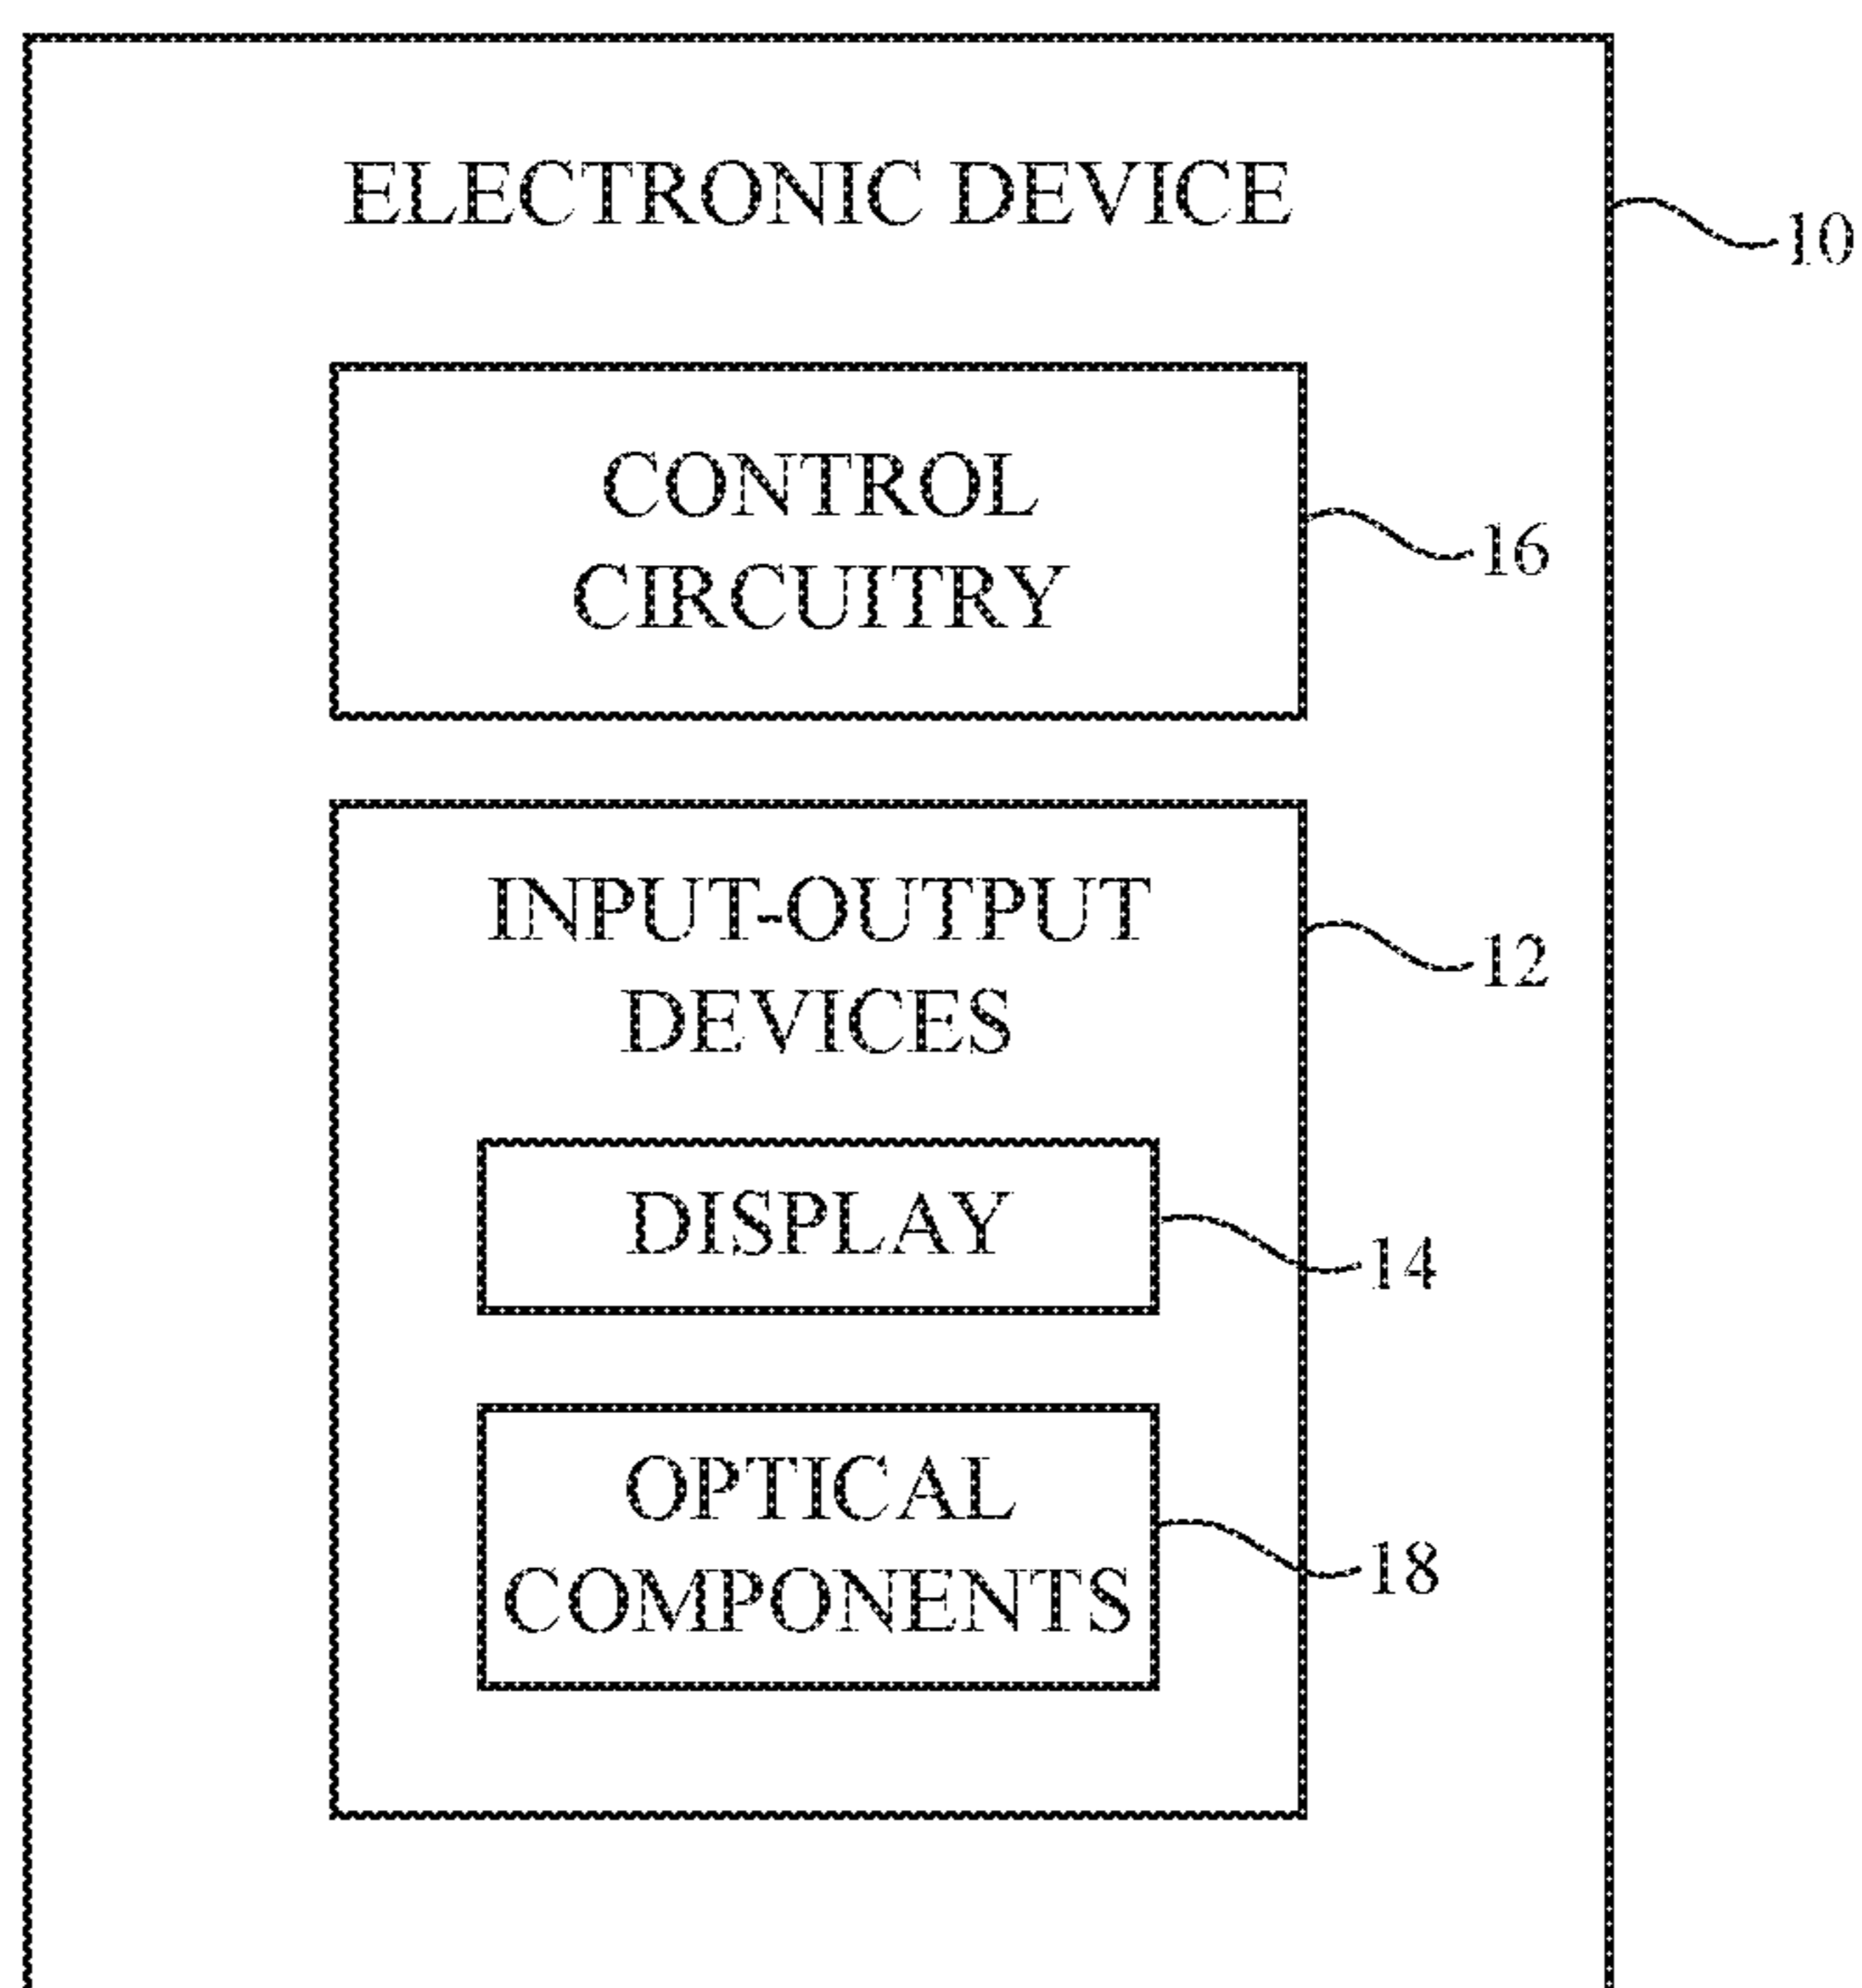 ELECTRONIC DEVICE
10
CONTROL
CIRCUITRY
16
INPUT-OUTPUT
DEVICES
12
DISPLAY
14
OPTICAL
COMPONENTS
18